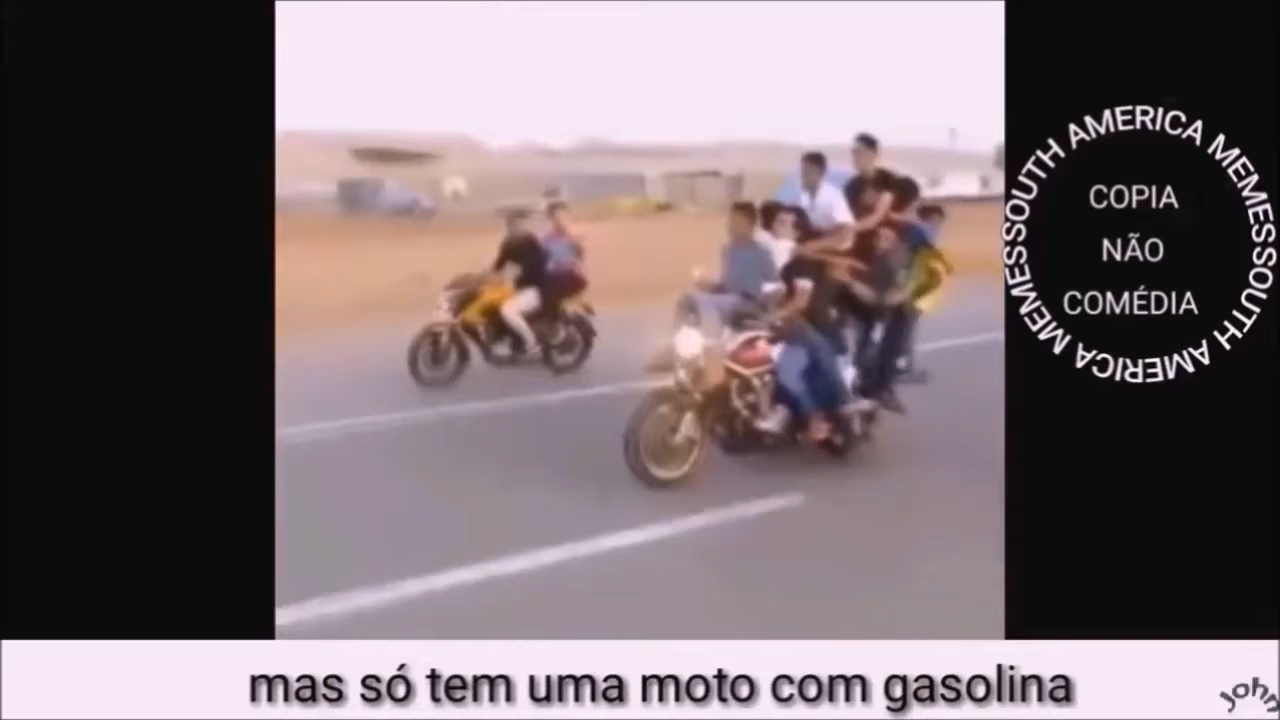 SOUTH AMERICA MEMESSOUTH AMERICA MEMES
COPIA
NÃO
COMÉDIA
mas só tem uma moto com gasolina
John